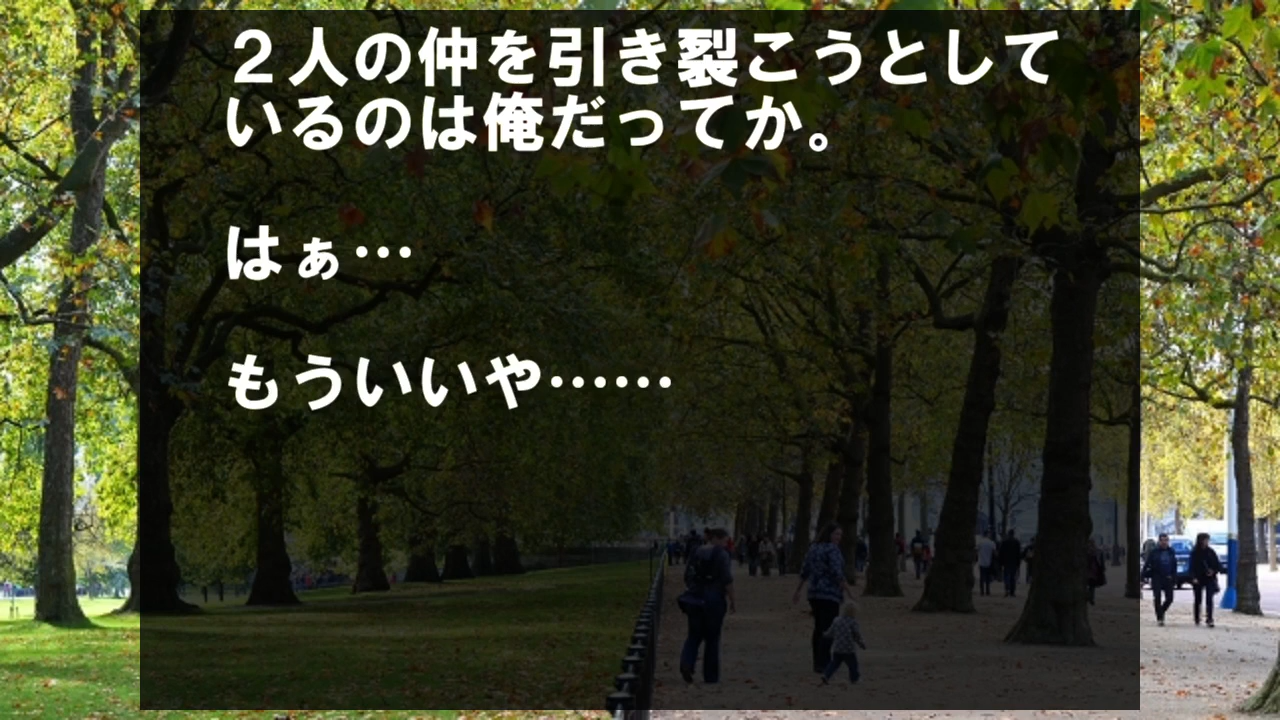 ２人の仲を引き裂こうとして
いるのは俺だってか。
はぁ…
もういいや……